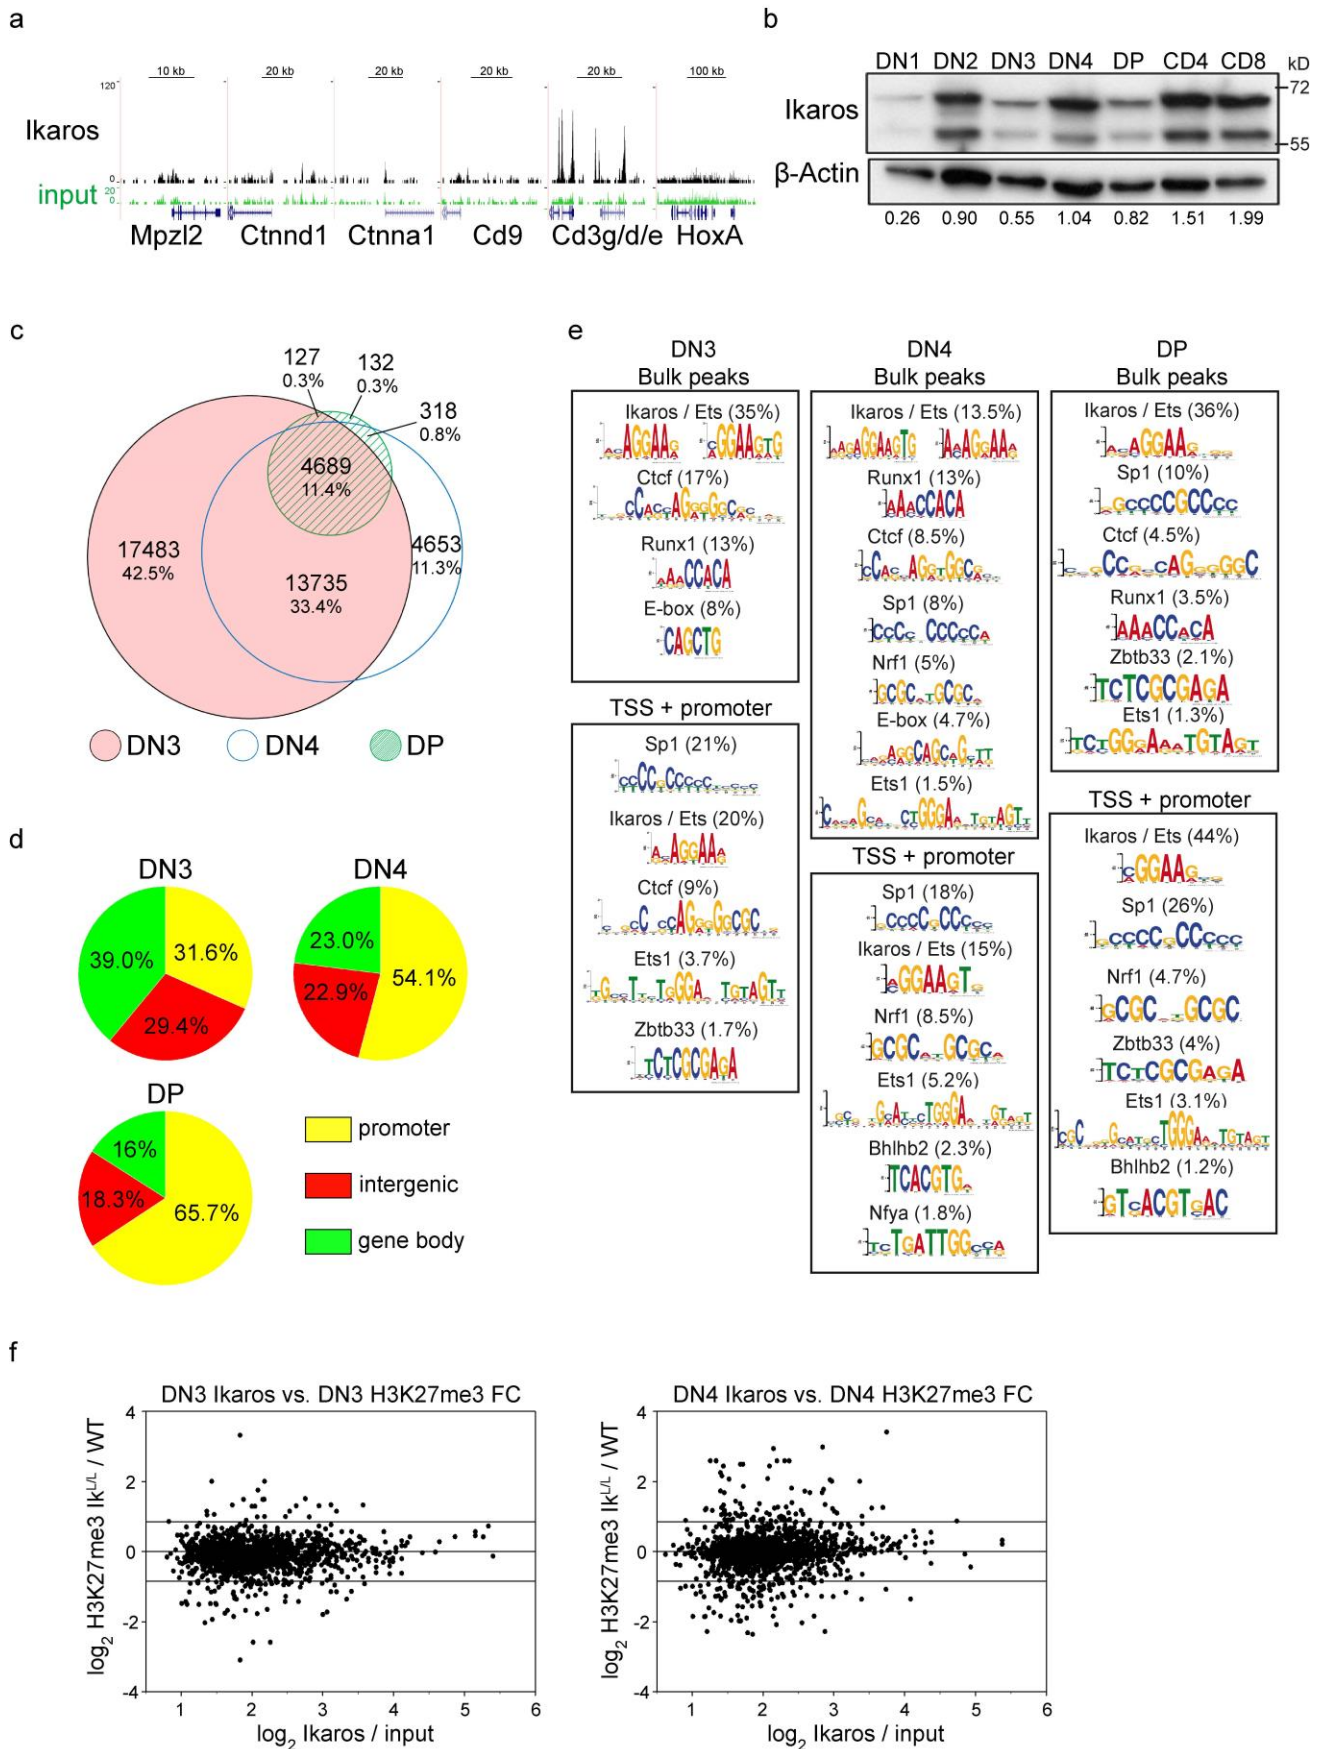 a
10 kb 20 kb 20 kb 20 kb 20 kb 100 kb
120
Ikaros
0
20
input
0
Mpzl2 Ctnnd1 Ctnna1 Cd9 Cd3g/d/e HoxA
b
DN1 DN2 DN3 DN4 DP CD4 CD8 kD
72
Ikaros
55
β-Actin
0.26 0.90 0.55 1.04 0.82 1.51 1.99
c
127
0.3%
132
0.3%
318
0.8%
4689
11.4%
17483
42.5%
13735
33.4%
4653
11.3%
DN3 DN4 DP
d
DN3
39.0%
31.6%
29.4%
DN4
23.0%
22.9%
54.1%
DP
16%
18.3%
65.7%
promoter
intergenic
gene body
e
DN3
Bulk peaks
Ikaros / Ets (35%)
Ctcf (17%)
Runx1 (13%)
E-box (8%)
CAGCTG
TSS + promoter
Sp1 (21%)
Ikaros / Ets (20%)
Ctcf (9%)
Ets1 (3.7%)
Zbtb33 (1.7%)
TCTCGCGAGA
DN4
Bulk peaks
Ikaros / Ets (13.5%)
Runx1 (13%)
AAACCACA
Ctcf (8.5%)
Sp1 (8%)
Nrf1 (5%)
E-box (4.7%)
Ets1 (1.5%)
TSS + promoter
Sp1 (18%)
Ikaros / Ets (15%)
Nrf1 (8.5%)
Ets1 (5.2%)
Bhlhb2 (2.3%)
Nfya (1.8%)
DP
Bulk peaks
Ikaros / Ets (36%)
Sp1 (10%)
Ctcf (4.5%)
Runx1 (3.5%)
AAACCACA
Zbtb33 (2.1%)
TCTCGCGAGA
Ets1 (1.3%)
TSS + promoter
Ikaros / Ets (44%)
Sp1 (26%)
Nrf1 (4.7%)
Zbtb33 (4%)
TCTCGCGAGA
Ets1 (3.1%)
Bhlhb2 (1.2%)
f
DN3 Ikaros vs. DN3 H3K27me3 FC
log2 H3K27me3 Ik^L/L / WT
4
2
0
-2
-4
1 2 3 4 5 6
log2 Ikaros / input
DN4 Ikaros vs. DN4 H3K27me3 FC
log2 H3K27me3 Ik^L/L / WT
4
2
0
-2
-4
1 2 3 4 5 6
log2 Ikaros / input